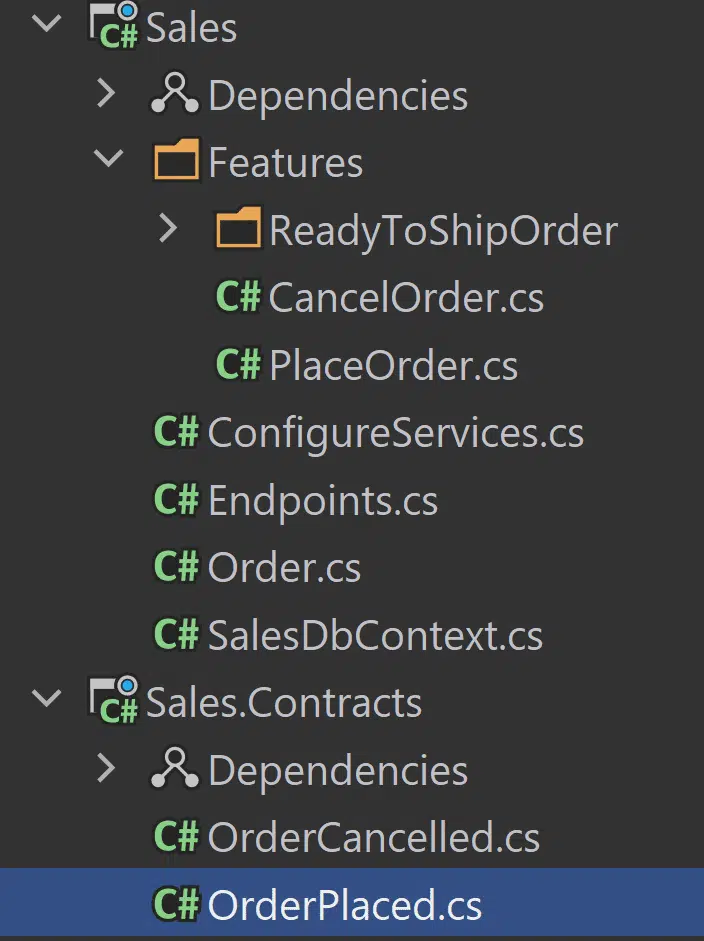 C# Sales
Dependencies
Features
ReadyToShipOrder
C# CancelOrder.cs
C# PlaceOrder.cs
C# ConfigureServices.cs
C# Endpoints.cs
C# Order.cs
C# SalesDbContext.cs
C# Sales.Contracts
Dependencies
C# OrderCancelled.cs
C# OrderPlaced.cs